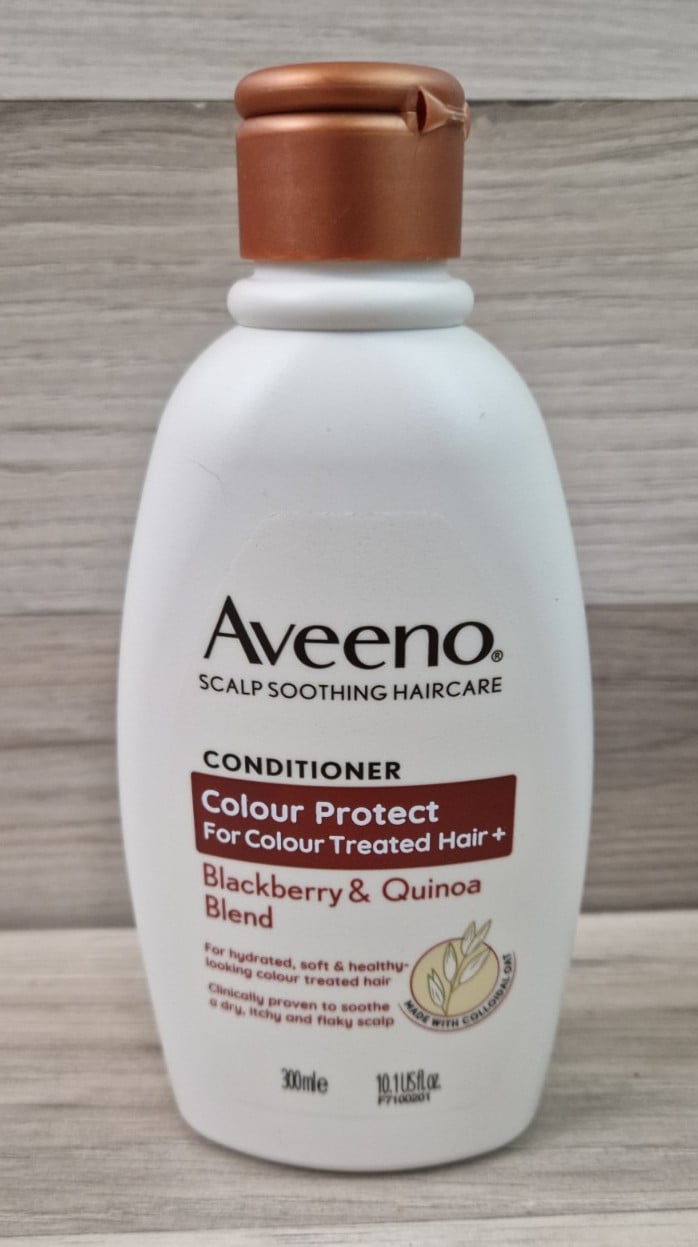 Aveeno®
SCALP SOOTHING HAIRCARE
CONDITIONER
Colour Protect
For Colour Treated Hair+
Blackberry & Quinoa
Blend
For hydrated, soft & healthy-
looking colour treated hair
Clinically proven to soothe
a dry, itchy and flaky scalp
MADE WITH COLLOIDAL OAT
300ml℮ 10.1 US fl.oz.
F7100201